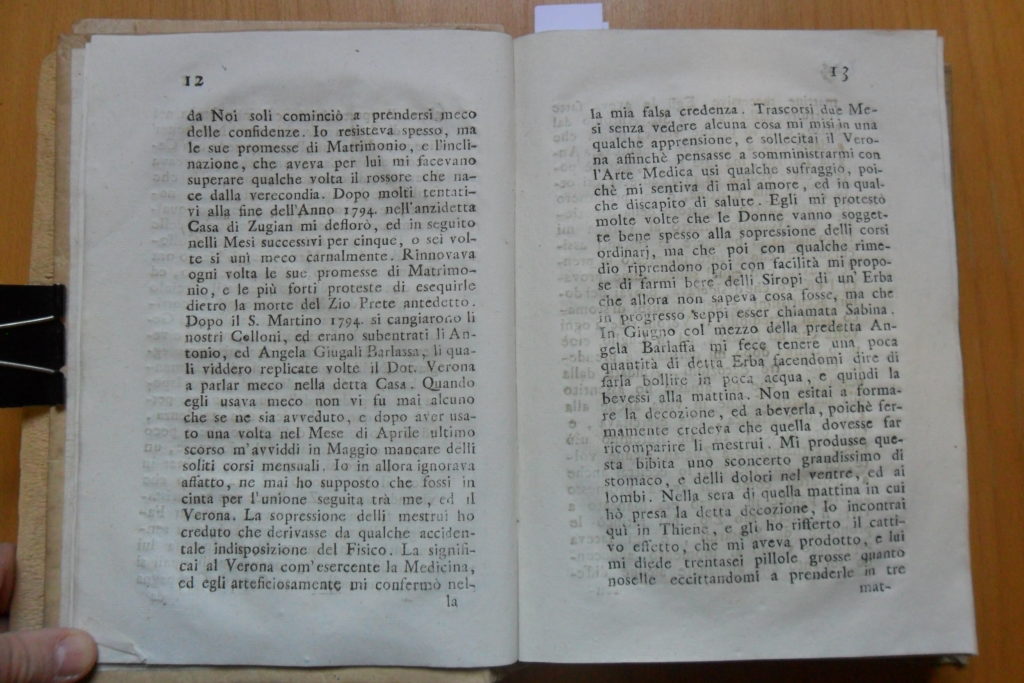 12
da Noi soli cominciò a prendersi meco
delle confidenze. Io resisteva spesso, ma
le sue promesse di Matrimonio, e l'incli-
nazione, che aveva per lui mi facevano
superare qualche volta il rossore che na-
ce dalla verecondia. Dopo molti tentati-
vi alla fine dell'Anno 1794. nell'anzidetta
Casa di Zugian mi deflorò, ed in seguito
nelli Mesi successivi per cinque, o sei vol-
te si unì meco carnalmente. Rinnovava
ogni volta le sue promesse di Matrimo-
nio, e le più forti proteste di esequirle
dietro la morte del Zio Prete antedetto.
Dopo il S. Martino 1794. si cangiarono li
nostri Colloni, ed erano subentrati li An-
tonio, ed Angela Giugali Barlassa, li qua-
li viddero replicate volte il Dot. Verona
a parlar meco nella detta Casa. Quando
egli usava meco non vi fu mai alcuno
che se ne sia avveduto, e dopo aver usa-
to una volta nel Mese di Aprile ultimo
scorso m'avviddi in Maggio mancare delli
soliti corsi mensuali. Io in allora ignorava
affatto, ne mai ho supposto che fossi in
cinta per l'unione seguita trà me, ed il
Verona. La sopressione delli mestrui ho
creduto che derivasse da qualche acciden-
tale indisposizione del Fisico. La signifi-
cai al Verona com'esercente la Medicina,
ed egli arteficiosamente mi confermò nel-
la
13
la mia falsa credenza. Trascorsi due Me-
si senza vedere alcuna cosa mi misi in una
qualche apprensione, e sollecitai il Vero-
na affinchè pensasse a somministrarmi con
l'Arte Medica usi qualche sufraggio, poi-
chè mi sentiva di mal amore, ed in qual-
che discapito di salute. Egli mi protestò
molte volte che le Donne vanno sogget-
te bene spesso alla sopressione delli corsi
ordinarj, ma che poi con qualche rime-
dio riprendono poi con facilità mi propo-
se di farmi bere delli Siropi di un'Erba
che allora non sapeva cosa fosse, ma che
in progresso seppi esser chiamata Sabina.
In Giugno col mezzo della predetta An-
gela Barlaffa mi fece tenere una poca
quantità di detta Erba facendomi dire di
farla bollire in poca acqua, e quindi la
bevessi alla mattina. Non esitai a forma-
re la decozione, ed a beverla, poichè fer-
mamente credeva che quella dovesse far
ricomparire li mestrui. Mi produsse que-
sta bibita uno sconcerto grandissimo di
stomaco, e delli dolori nel ventre, ed ai
lombi. Nella sera di quella mattina in cui
hò presa la detta decozione, lo incontrai
quì in Thiene, e gli ho rifferto il catti-
vo effetto, che mi aveva prodotto, e lui
mi diede trentasei pillole grosse quanto
noselle eccittandomi a prenderle in tre
mat-